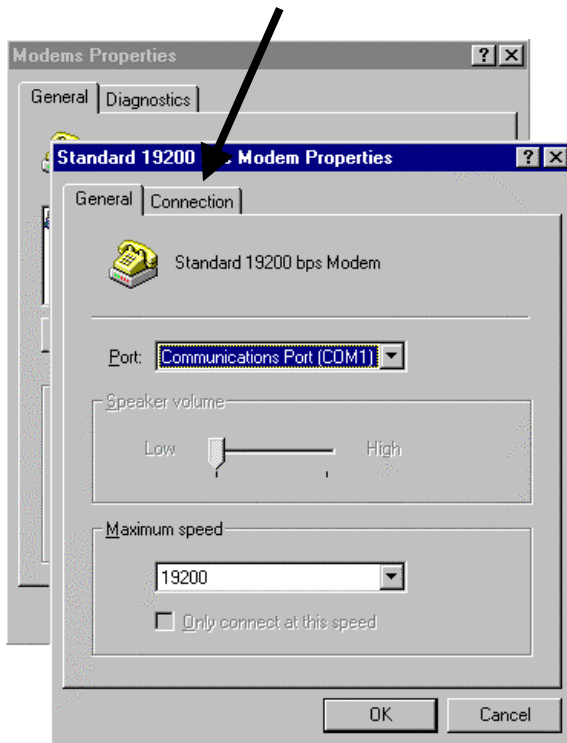 Modems Properties
General Diagnostics
Standard 19200 Modem Properties
General Connection
Standard 19200 bps Modem
Port: Communications Port (COM1)
Speaker volume
Low High
Maximum speed
19200
Only connect at this speed
OK Cancel